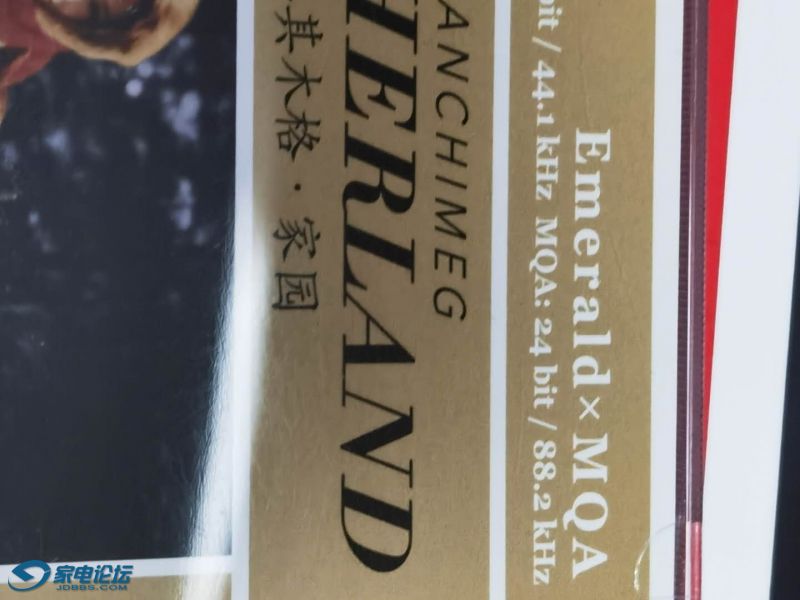 Emerald×MQA
bit / 44.1 kHz MQA: 24 bit / 88.2 kHz
ANCHIMEG
HERLAND
其木格·家园
家电论坛
JDBBS.COM